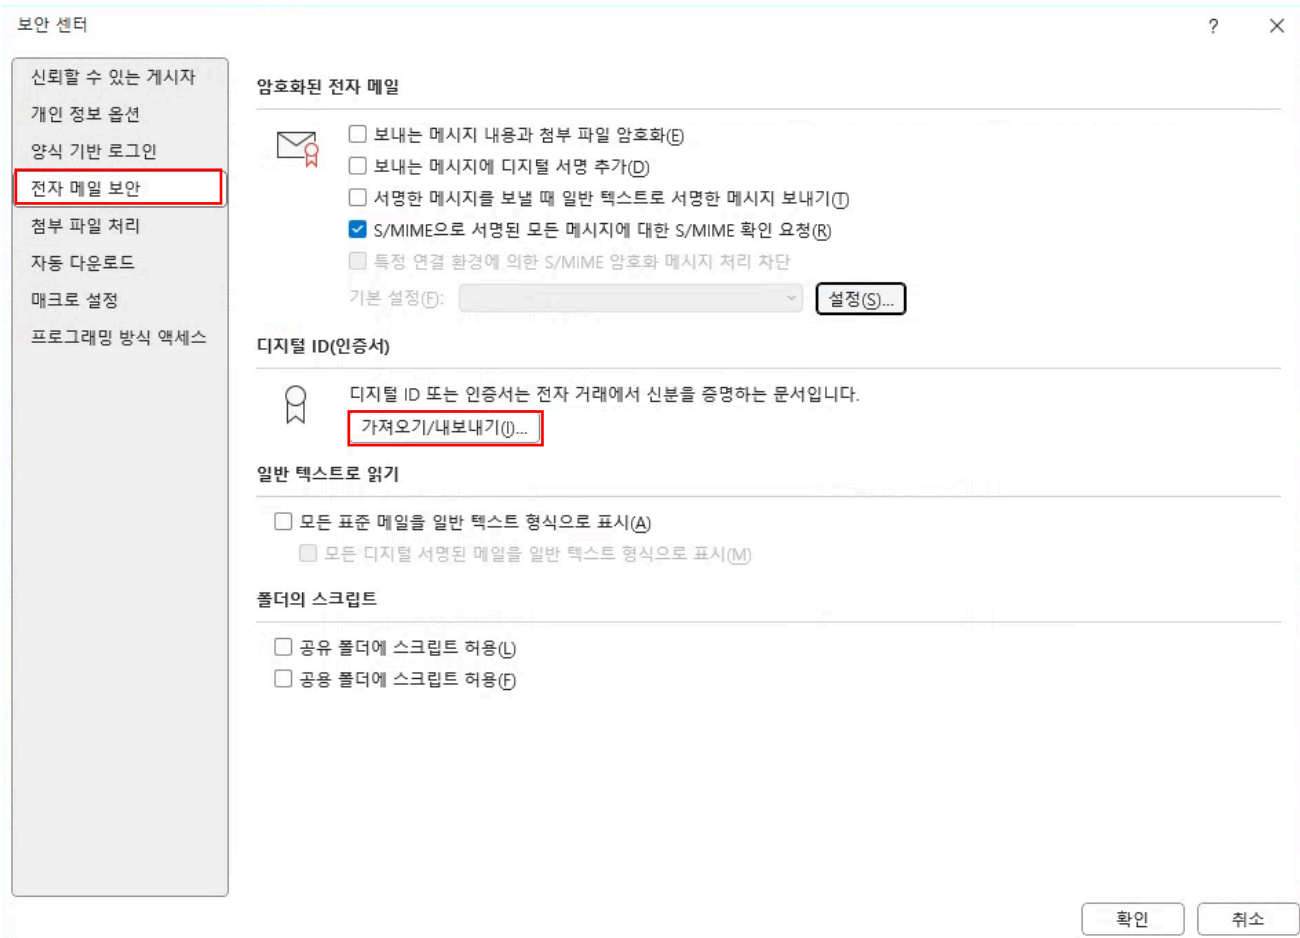 보안 센터
?
신뢰할 수 있는 게시자
개인 정보 옵션
양식 기반 로그인
전자 메일 보안
첨부 파일 처리
자동 다운로드
매크로 설정
프로그래밍 방식 액세스
암호화된 전자 메일
보내는 메시지 내용과 첨부 파일 암호화(E)
보내는 메시지에 디지털 서명 추가(D)
서명한 메시지를 보낼 때 일반 텍스트로 서명한 메시지 보내기(T)
S/MIME으로 서명된 모든 메시지에 대한 S/MIME 확인 요청(R)
특정 연결 환경에 의한 S/MIME 암호화 메시지 처리 차단
기본 설정(F): 설정(S)...
디지털 ID(인증서)
디지털 ID 또는 인증서는 전자 거래에서 신분을 증명하는 문서입니다.
가져오기/내보내기(I)...
일반 텍스트로 읽기
모든 표준 메일을 일반 텍스트 형식으로 표시(A)
모든 디지털 서명된 메일을 일반 텍스트 형식으로 표시(M)
폴더의 스크립트
공유 폴더에 스크립트 허용(L)
공용 폴더에 스크립트 허용(F)
확인 취소